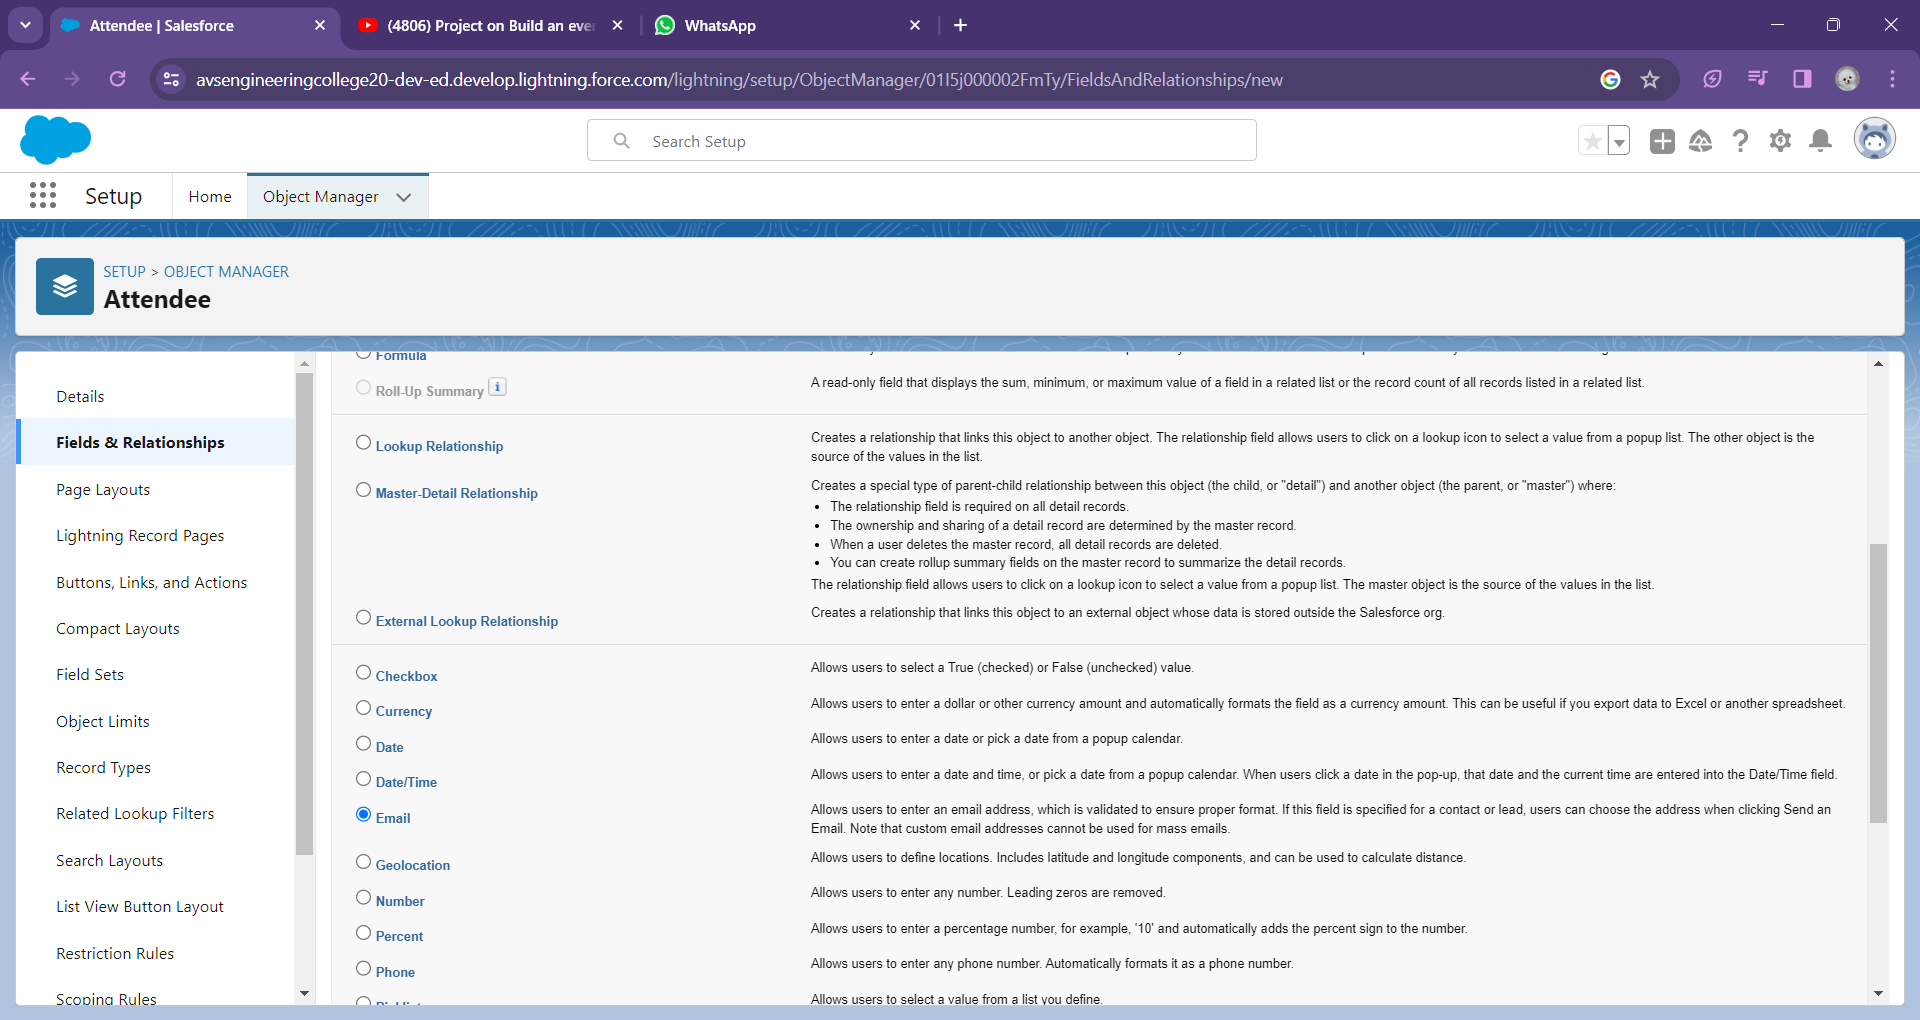 Attendee | Salesforce
(4806) Project on Build an eve
WhatsApp
avsengineeringcollege20-dev-ed.develop.lightning.force.com/lightning/setup/ObjectManager/01I5j000002FmTy/FieldsAndRelationships/new
Search Setup
Setup
Home
Object Manager
SETUP > OBJECT MANAGER
Attendee
Details
Fields & Relationships
Page Layouts
Lightning Record Pages
Buttons, Links, and Actions
Compact Layouts
Field Sets
Object Limits
Record Types
Related Lookup Filters
Search Layouts
List View Button Layout
Restriction Rules
Scoping Rules
Formula
Roll-Up Summary
A read-only field that displays the sum, minimum, or maximum value of a field in a related list or the record count of all records listed in a related list.
Lookup Relationship
Creates a relationship that links this object to another object. The relationship field allows users to click on a lookup icon to select a value from a popup list. The other object is the
source of the values in the list.
Master-Detail Relationship
Creates a special type of parent-child relationship between this object (the child, or "detail") and another object (the parent, or "master") where:
• The relationship field is required on all detail records.
• The ownership and sharing of a detail record are determined by the master record.
• When a user deletes the master record, all detail records are deleted.
• You can create rollup summary fields on the master record to summarize the detail records.
The relationship field allows users to click on a lookup icon to select a value from a popup list. The master object is the source of the values in the list.
External Lookup Relationship
Creates a relationship that links this object to an external object whose data is stored outside the Salesforce org.
Checkbox
Allows users to select a True (checked) or False (unchecked) value.
Currency
Allows users to enter a dollar or other currency amount and automatically formats the field as a currency amount. This can be useful if you export data to Excel or another spreadsheet.
Date
Allows users to enter a date or pick a date from a popup calendar.
Date/Time
Allows users to enter a date and time, or pick a date from a popup calendar. When users click a date in the pop-up, that date and the current time are entered into the Date/Time field.
Email
Allows users to enter an email address, which is validated to ensure proper format. If this field is specified for a contact or lead, users can choose the address when clicking Send an
Email. Note that custom email addresses cannot be used for mass emails.
Geolocation
Allows users to define locations. Includes latitude and longitude components, and can be used to calculate distance.
Number
Allows users to enter any number. Leading zeros are removed.
Percent
Allows users to enter a percentage number, for example, '10' and automatically adds the percent sign to the number.
Phone
Allows users to enter any phone number. Automatically formats it as a phone number.
Allows users to select a value from a list you define.